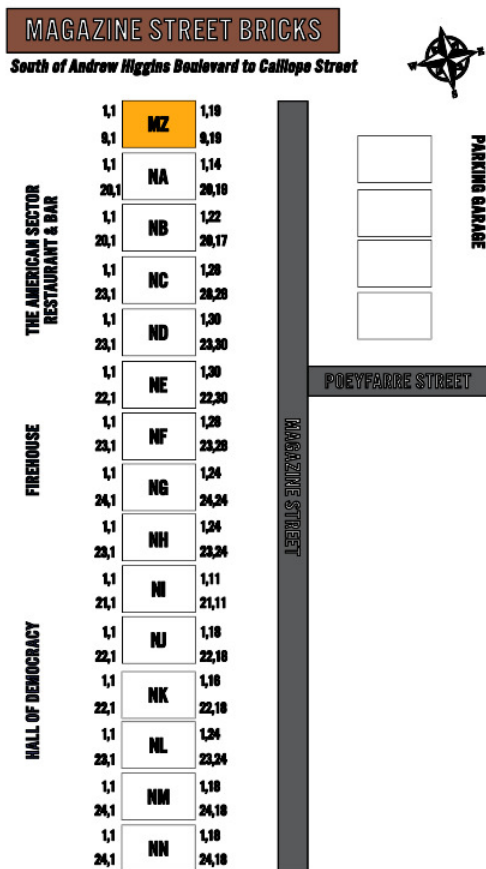 MAGAZINE STREET BRICKS
South of Andrew Higgins Boulevard to Calliope Street
1,1 MZ 1,19
9,1 9,19
1,1 NA 1,14
20,1 20,18
1,1 NB 1,22
20,1 20,17
1,1 NC 1,28
23,1 28,28
1,1 ND 1,30
23,1 23,30
1,1 NE 1,30
22,1 22,30
1,1 NF 1,28
23,1 23,28
1,1 NG 1,24
24,1 24,24
1,1 NH 1,24
23,1 23,24
1,1 NI 1,11
21,1 21,11
1,1 NJ 1,18
22,1 22,18
1,1 NK 1,16
22,1 22,18
1,1 NL 1,24
23,1 23,24
1,1 NM 1,18
24,1 24,18
1,1 NN 1,18
24,1 24,18
THE AMERICAN SECTOR
RESTAURANT & BAR
FIREHOUSE
HALL OF DEMOCRACY
MAGAZINE STREET
POEYFARRE STREET
PARKING GARAGE
N
E
S
W